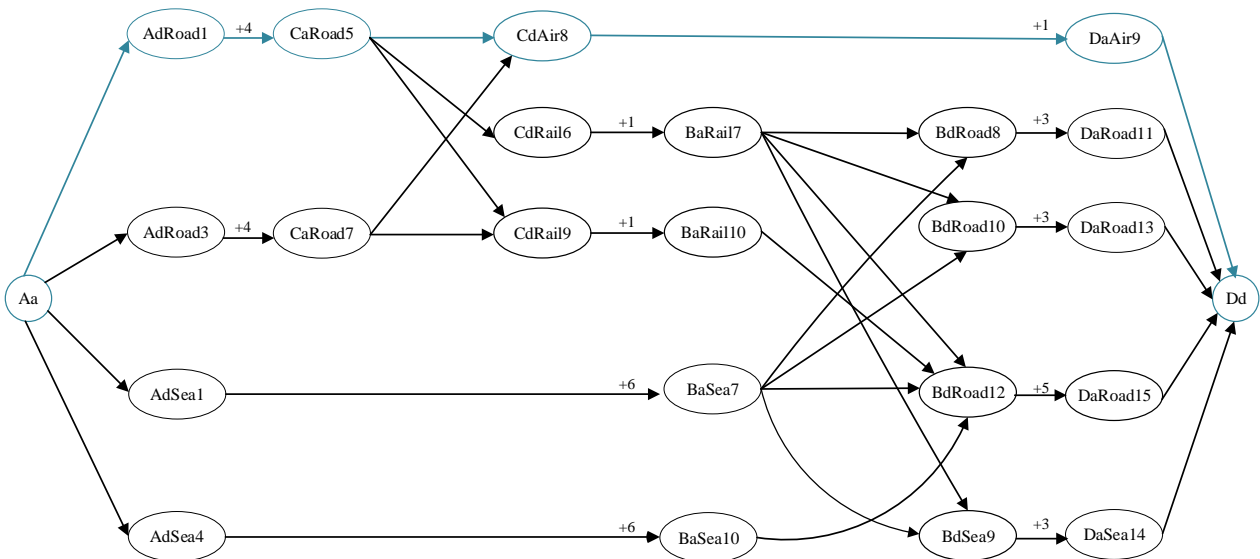 AdRoad1 +4 CaRoad5 CdAir8 +1 DaAir9
CdRail6 +1 BaRail7 BdRoad8 +3 DaRoad11
AdRoad3 +4 CaRoad7 CdRail9 +1 BaRail10 BdRoad10 +3 DaRoad13
Aa Dd
AdSea1 +6 BaSea7 BdRoad12 +5 DaRoad15
AdSea4 +6 BaSea10 BdSea9 +3 DaSea14